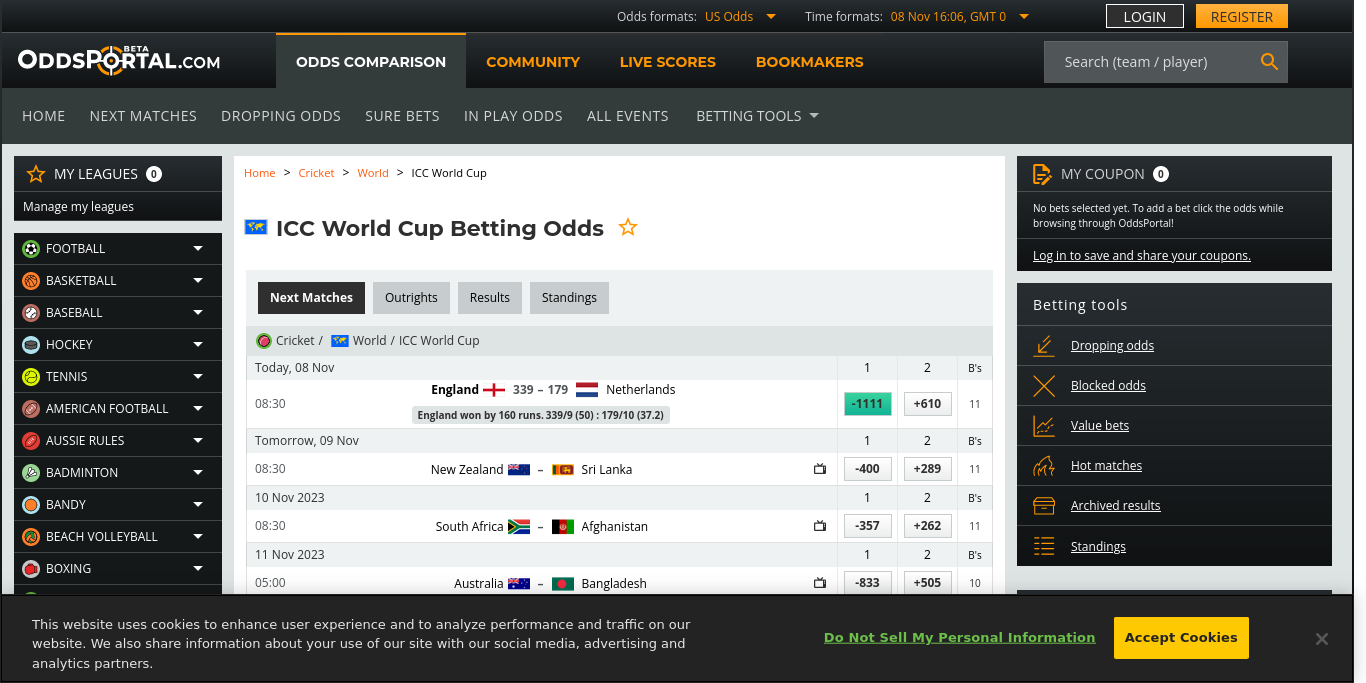 Odds formats: US Odds Time formats: 08 Nov 16:06, GMT 0 LOGIN REGISTER
ODDSPORTAL.COM BETA ODDS COMPARISON COMMUNITY LIVE SCORES BOOKMAKERS Search (team / player)
HOME NEXT MATCHES DROPPING ODDS SURE BETS IN PLAY ODDS ALL EVENTS BETTING TOOLS
MY LEAGUES 0
Manage my leagues
FOOTBALL
BASKETBALL
BASEBALL
HOCKEY
TENNIS
AMERICAN FOOTBALL
AUSSIE RULES
BADMINTON
BANDY
BEACH VOLLEYBALL
BOXING
Home > Cricket > World > ICC World Cup
ICC World Cup Betting Odds
Next Matches Outrights Results Standings
Cricket / World / ICC World Cup
Today, 08 Nov 1 2 B's
England 339 – 179 Netherlands
08:30 -1111 +610 11
England won by 160 runs. 339/9 (50) : 179/10 (37.2)
Tomorrow, 09 Nov 1 2 B's
08:30 New Zealand – Sri Lanka -400 +289 11
10 Nov 2023 1 2 B's
08:30 South Africa – Afghanistan -357 +262 11
11 Nov 2023 1 2 B's
05:00 Australia – Bangladesh -833 +505 10
MY COUPON 0
No bets selected yet. To add a bet click the odds while
browsing through OddsPortal!
Log in to save and share your coupons.
Betting tools
Dropping odds
Blocked odds
Value bets
Hot matches
Archived results
Standings
This website uses cookies to enhance user experience and to analyze performance and traffic on our
website. We also share information about your use of our site with our social media, advertising and
analytics partners.
Do Not Sell My Personal Information Accept Cookies